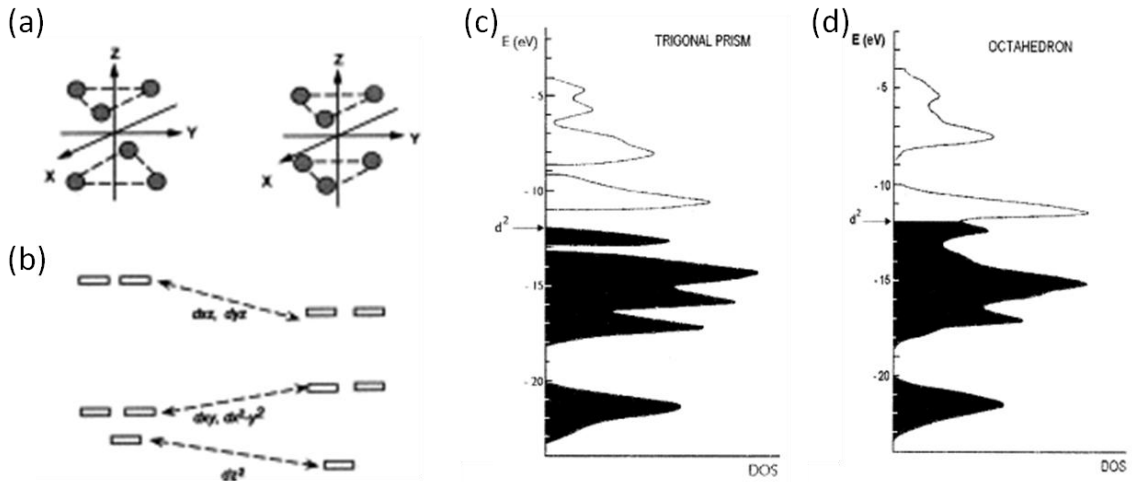 (a)
Z
Y
X
Z
Y
X
(b)
dxz, dyz
dxy, dx²-y²
dz²
(c)
E (eV)
TRIGONAL PRISM
- 5
- 10
d²
-15
- 20
DOS
(d)
E (eV)
OCTAHEDRON
- 5
- 10
d²
-15
- 20
DOS